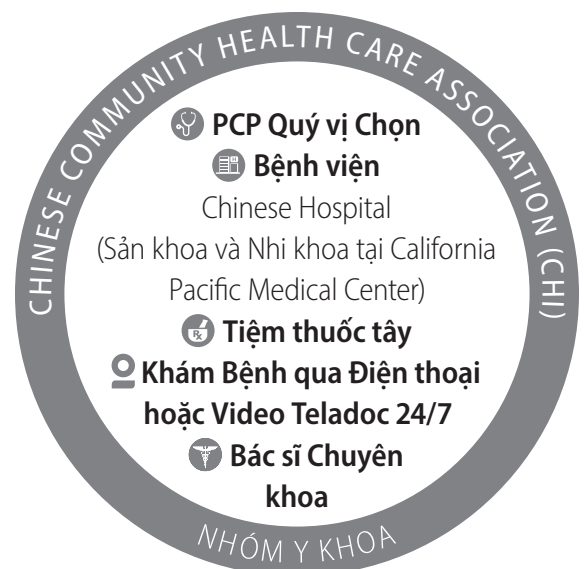 CHINESE COMMUNITY HEALTH CARE ASSOCIATION (CHI)
PCP Quý vị Chọn
Bệnh viện
Chinese Hospital
(Sản khoa và Nhi khoa tại California
Pacific Medical Center)
Rx
Tiệm thuốc tây
Khám Bệnh qua Điện thoại
hoặc Video Teladoc 24/7
Bác sĩ Chuyên
khoa
NHÓM Y KHOA